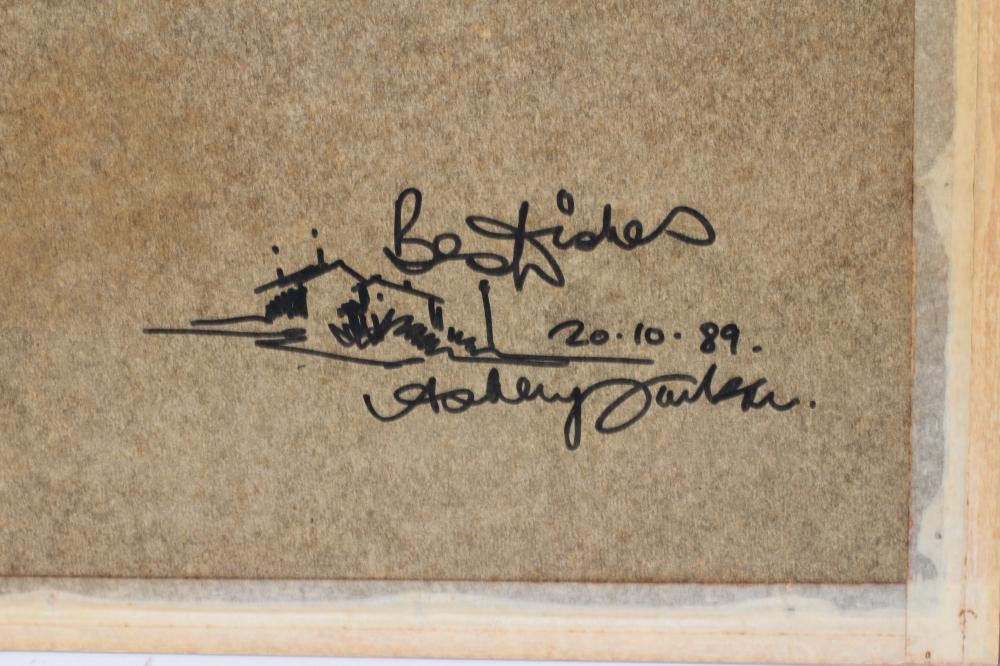 Best Wishes
20.10.89.
Ashley Jackson.